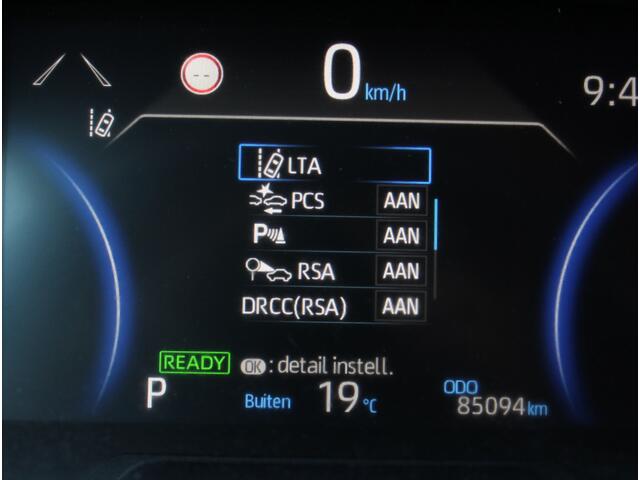 --
0 km/h
9:4
LTA
PCS AAN
P AAN
RSA AAN
DRCC(RSA) AAN
READY OK : detail instell.
P Buiten 19 °C ODO 85094 km